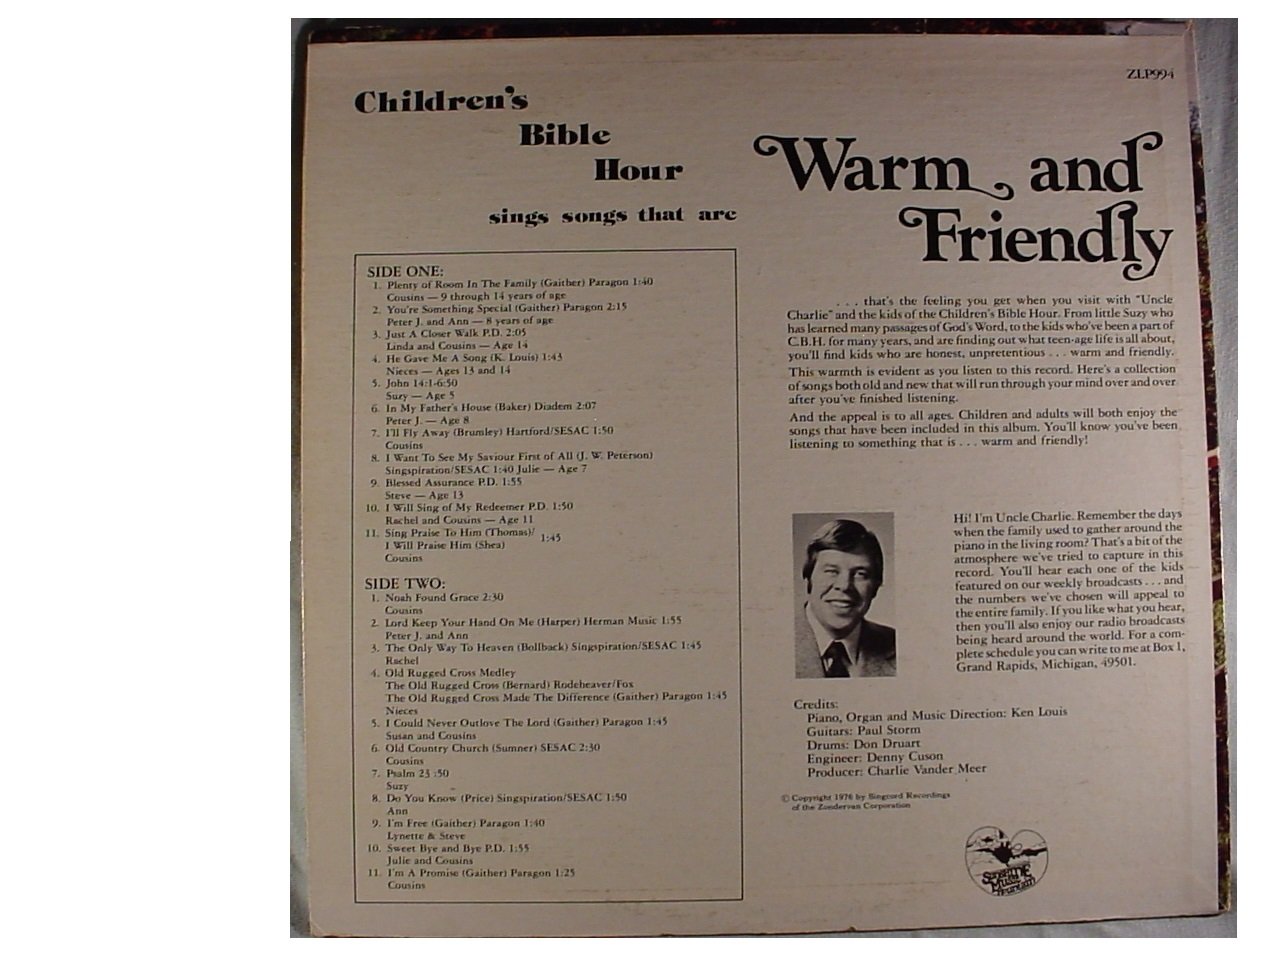 ZLP994
Children's
Bible
Hour
sings songs that are
Warm and
Friendly
SIDE ONE:
1. Plenty of Room In The Family (Gaither) Paragon 1:40
Cousins — 9 through 14 years of age
2. You're Something Special (Gaither) Paragon 2:15
Peter J. and Ann — 8 years of age
3. Just A Closer Walk P.D. 2:05
Linda and Cousins — Age 14
4. He Gave Me A Song (K. Louis) 1:43
Nieces — Ages 13 and 14
5. John 14:1-6:50
Suzy — Age 5
6. In My Father's House (Baker) Diadem 2:07
Peter J. — Age 8
7. I'll Fly Away (Brumley) Hartford/SESAC 1:50
Cousins
8. I Want To See My Saviour First of All (J. W. Peterson)
Singspiration/SESAC 1:40 Julie — Age 7
9. Blessed Assurance P.D. 1:55
Steve — Age 13
10. I Will Sing of My Redeemer P.D. 1:50
Rachel and Cousins — Age 11
11. Sing Praise To Him (Thomas)/ 1:45
I Will Praise Him (Shea)
Cousins
SIDE TWO:
1. Noah Found Grace 2:30
Cousins
2. Lord Keep Your Hand On Me (Harper) Herman Music 1:55
Peter J. and Ann
3. The Only Way To Heaven (Bollback) Singspiration/SESAC 1:45
Rachel
4. Old Rugged Cross Medley
The Old Rugged Cross (Bernard) Rodeheaver/Fox
The Old Rugged Cross Made The Difference (Gaither) Paragon 1:45
Nieces
5. I Could Never Outlove The Lord (Gaither) Paragon 1:45
Susan and Cousins
6. Old Country Church (Sumner) SESAC 2:30
Cousins
7. Psalm 23 :50
Suzy
8. Do You Know (Price) Singspiration/SESAC 1:50
Ann
9. I'm Free (Gaither) Paragon 1:40
Lynette & Steve
10. Sweet Bye and Bye P.D. 1:55
Julie and Cousins
11. I'm A Promise (Gaither) Paragon 1:25
Cousins
. . . that's the feeling you get when you visit with "Uncle
Charlie" and the kids of the Children's Bible Hour. From little Suzy who
has learned many passages of God's Word, to the kids who've been a part of
C.B.H. for many years, and are finding out what teen-age life is all about,
you'll find kids who are honest, unpretentious . . . warm and friendly.
This warmth is evident as you listen to this record. Here's a collection
of songs both old and new that will run through your mind over and over
after you've finished listening.
And the appeal is to all ages. Children and adults will both enjoy the
songs that have been included in this album. You'll know you've been
listening to something that is . . . warm and friendly!
Hi! I'm Uncle Charlie. Remember the days
when the family used to gather around the
piano in the living room? That's a bit of the
atmosphere we've tried to capture in this
record. You'll hear each one of the kids
featured on our weekly broadcasts . . . and
the numbers we've chosen will appeal to
the entire family. If you like what you hear,
then you'll also enjoy our radio broadcasts
being heard around the world. For a com-
plete schedule you can write to me at Box 1,
Grand Rapids, Michigan, 49501.
Credits:
Piano, Organ and Music Direction: Ken Louis
Guitars: Paul Storm
Drums: Don Druart
Engineer: Denny Cuson
Producer: Charlie Vander Meer
© Copyright 1976 by Singcord Recordings
of the Zondervan Corporation
Sunshine
Music
Mountain